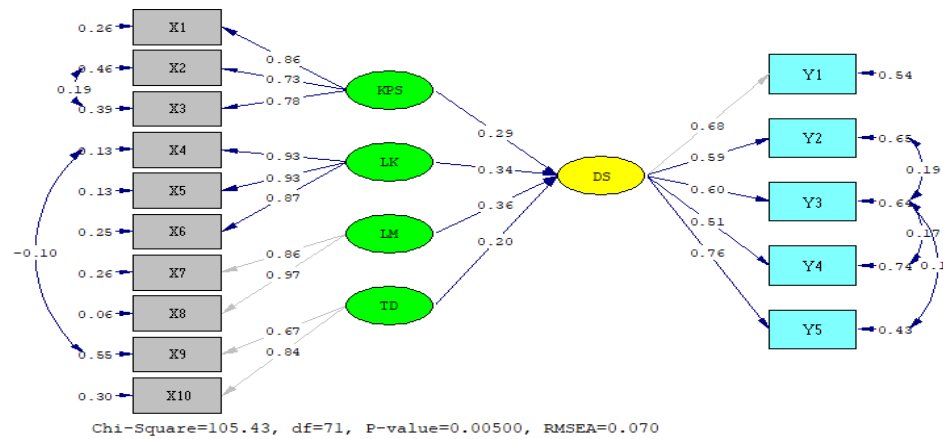 0.26 X1
0.86
0.46 X2
0.73
0.19
0.39 X3
0.78
KPS
0.29
0.13 X4
0.93
0.13 X5
0.93
0.25 X6
0.87
LK
0.34
-0.10
0.26 X7
0.86
0.06 X8
0.97
LM
0.36
0.55 X9
0.67
0.30 X10
0.84
TD
0.20
DS
0.68
Y1 0.54
0.59
Y2 0.65
0.19
0.60
Y3 0.64
0.17
0.51
Y4 0.74
0.76
Y5 0.43
Chi-Square=105.43, df=71, P-value=0.00500, RMSEA=0.070